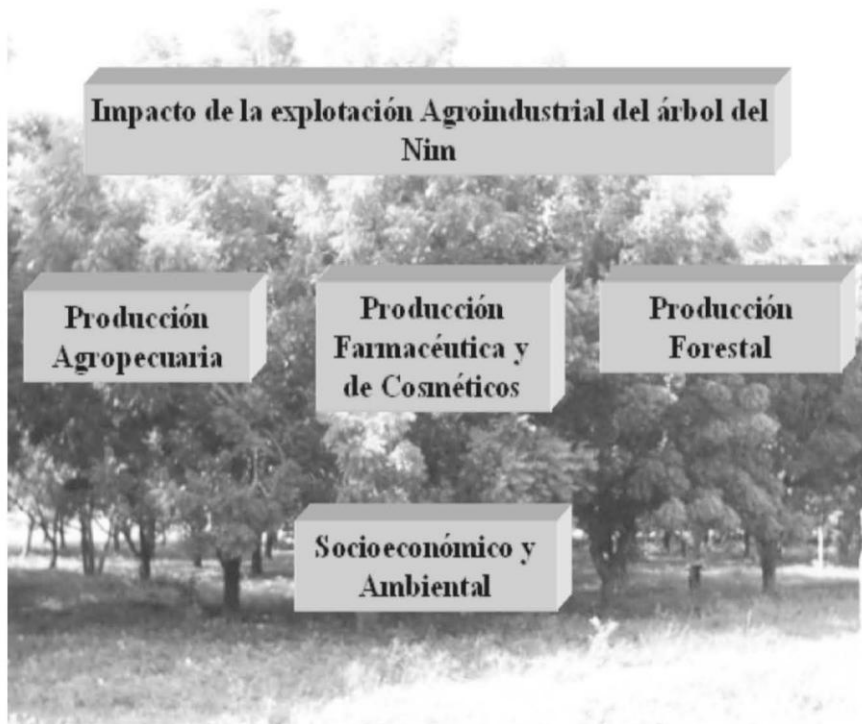 Impacto de la explotación Agroindustrial del árbol del
Nim
Producción
Agropecuaria
Producción
Farmacéutica y
de Cosméticos
Producción
Forestal
Socioeconómico y
Ambiental